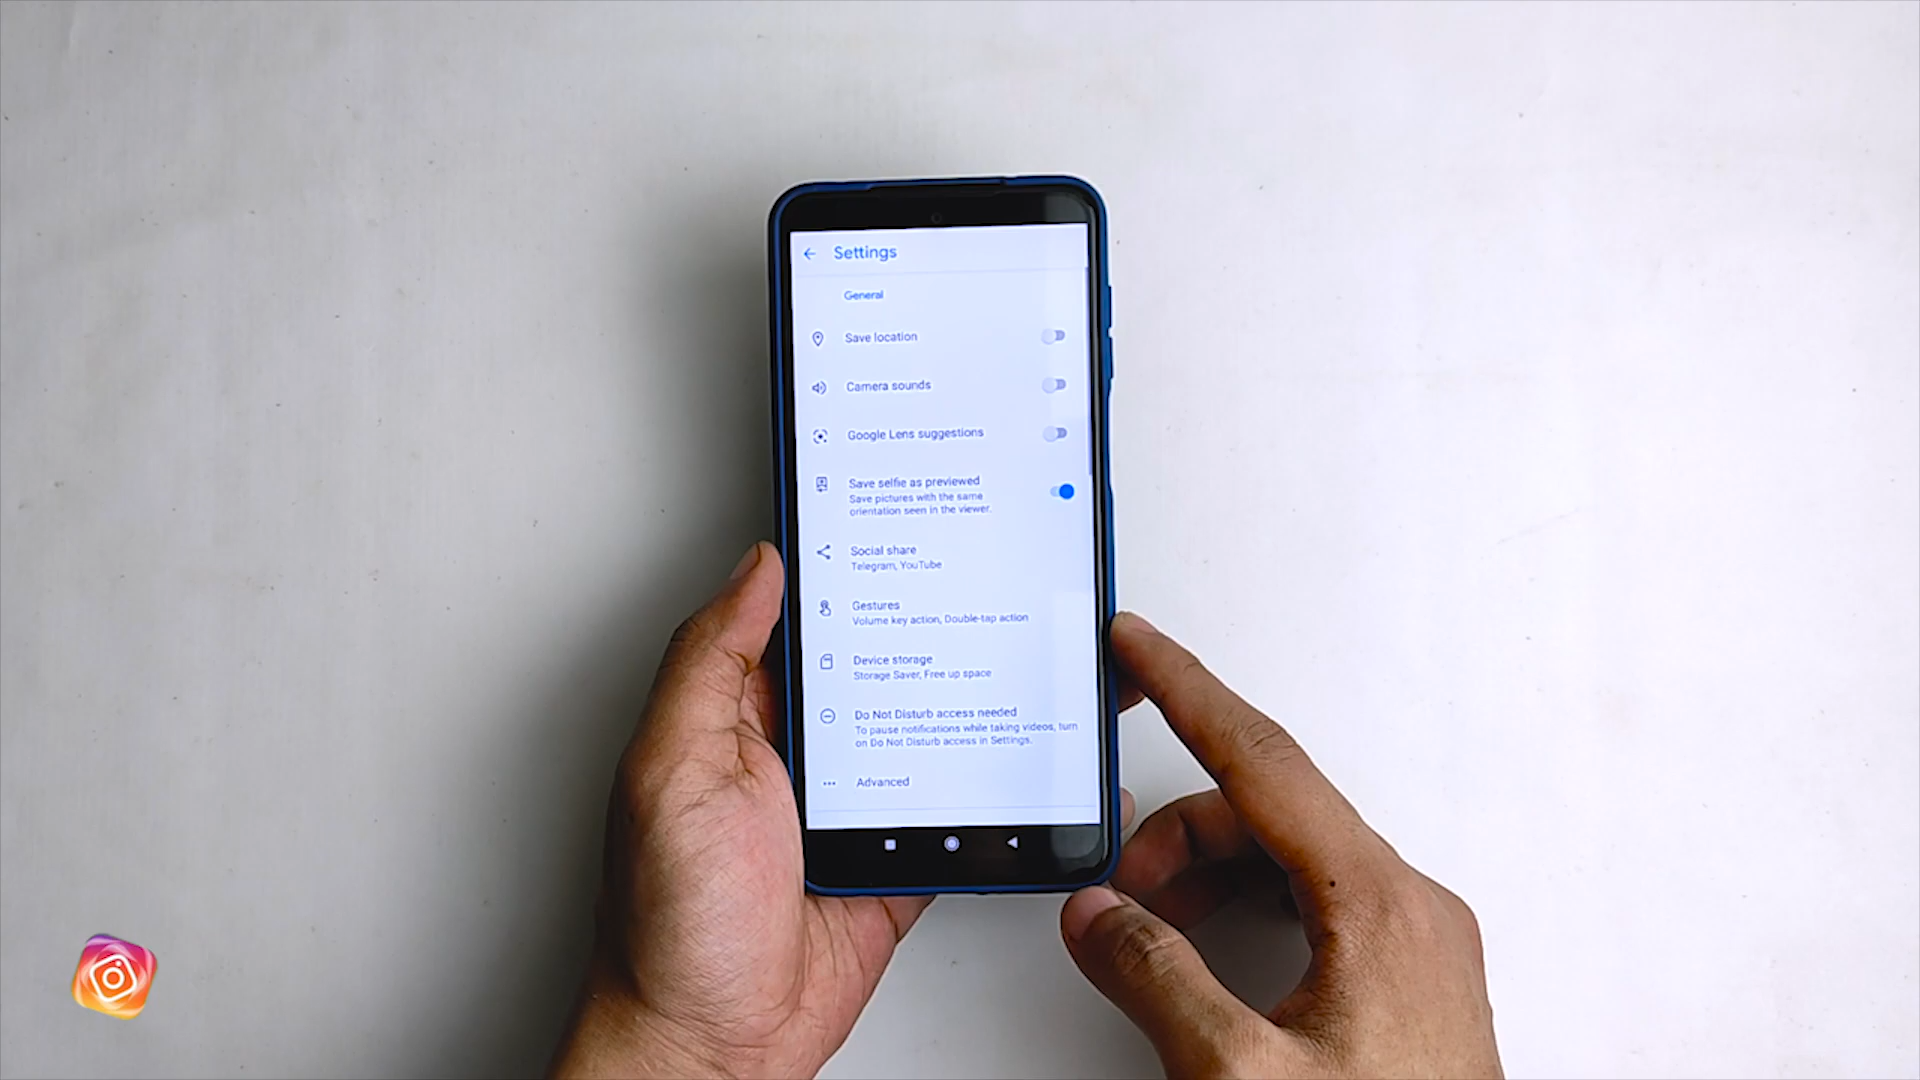 Settings
General
Save location
Camera sounds
Google Lens suggestions
Save selfie as previewed
Save pictures with the same
orientation seen in the viewer.
Social share
Telegram, YouTube
Gestures
Volume key action, Double-tap action
Device storage
Storage Saver, Free up space
Do Not Disturb access needed
To pause notifications while taking videos, turn
on Do Not Disturb access in Settings.
Advanced